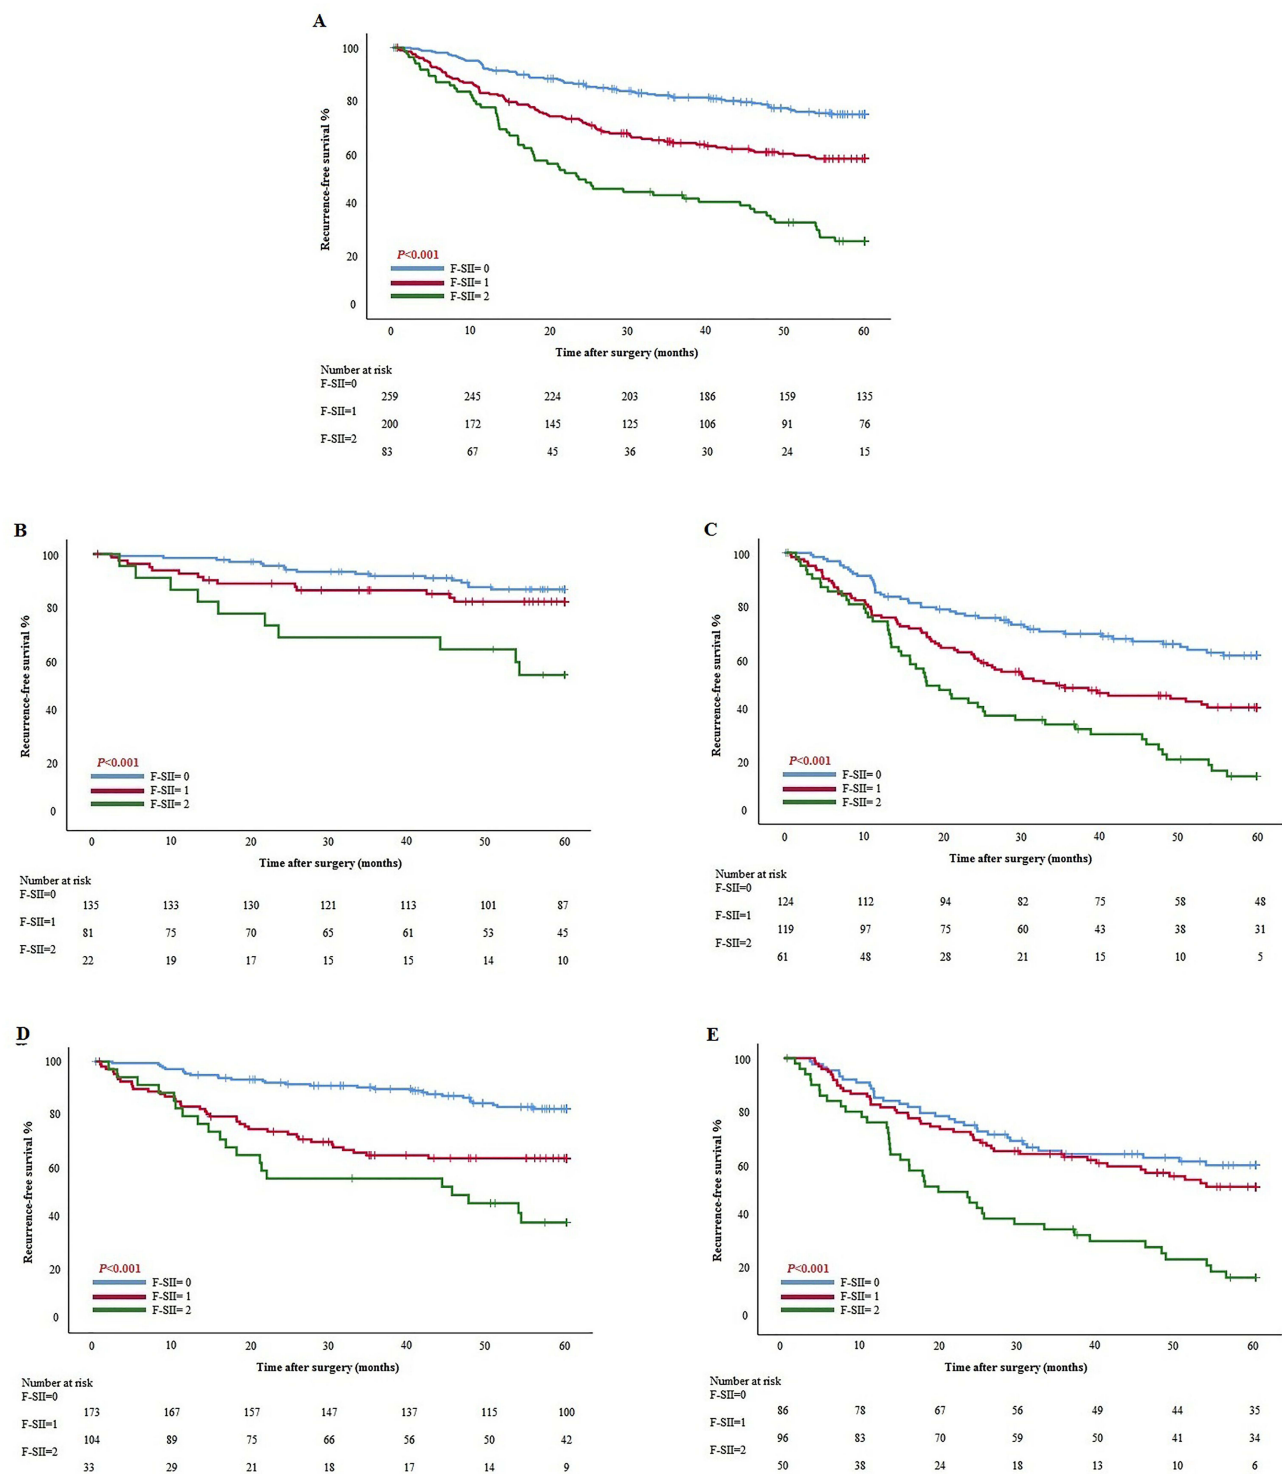 A
Recurrence-free survival %
100
80
60
40
20
0
P<0.001
F-SII= 0
F-SII= 1
F-SII= 2
0 10 20 30 40 50 60
Time after surgery (months)
Number at risk
F-SII=0
259 245 224 203 186 159 135
F-SII=1
200 172 145 125 106 91 76
F-SII=2
83 67 45 36 30 24 15
B
Recurrence-free survival %
100
80
60
40
20
0
P<0.001
F-SII= 0
F-SII= 1
F-SII= 2
0 10 20 30 40 50 60
Time after surgery (months)
Number at risk
F-SII=0
135 133 130 121 113 101 87
F-SII=1
81 75 70 65 61 53 45
F-SII=2
22 19 17 15 15 14 10
C
Recurrence-free survival %
100
80
60
40
20
0
P<0.001
F-SII= 0
F-SII= 1
F-SII= 2
0 10 20 30 40 50 60
Time after surgery (months)
Number at risk
F-SII=0
124 112 94 82 75 58 48
F-SII=1
119 97 75 60 43 38 31
F-SII=2
61 48 28 21 15 10 5
D
Recurrence-free survival %
100
80
60
40
20
0
P<0.001
F-SII= 0
F-SII= 1
F-SII= 2
0 10 20 30 40 50 60
Time after surgery (months)
Number at risk
F-SII=0
173 167 157 147 137 115 100
F-SII=1
104 89 75 66 56 50 42
F-SII=2
33 29 21 18 17 14 9
E
Recurrence-free survival %
100
80
60
40
20
0
P<0.001
F-SII= 0
F-SII= 1
F-SII= 2
0 10 20 30 40 50 60
Time after surgery (months)
Number at risk
F-SII=0
86 78 67 56 49 44 35
F-SII=1
96 83 70 59 50 41 34
F-SII=2
50 38 24 18 13 10 6